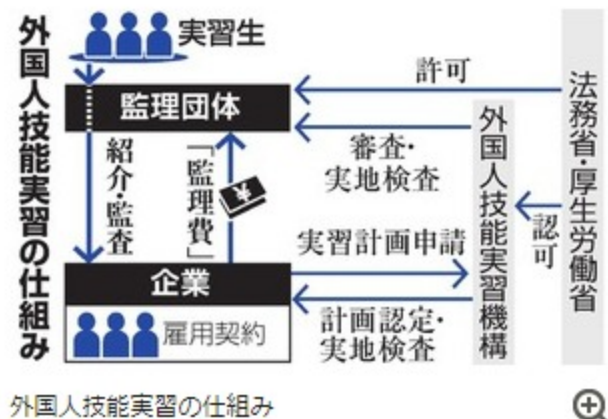 外国人技能実習の仕組み
実習生
監理団体
許可
審査・
実地検査
紹介・監査
「監理費」
外国人技能実習機構
認可
法務省・厚生労働省
実習計画申請
企業
雇用契約
計画認定・
実地検査
外国人技能実習の仕組み